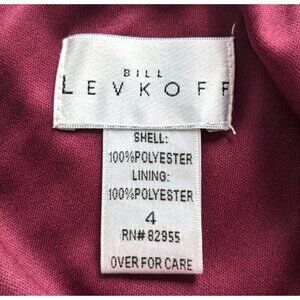 BILL
LEVKOFF
SHELL:
100%POLYESTER
LINING:
100%POLYESTER
4
RN# 82955
OVER FOR CARE